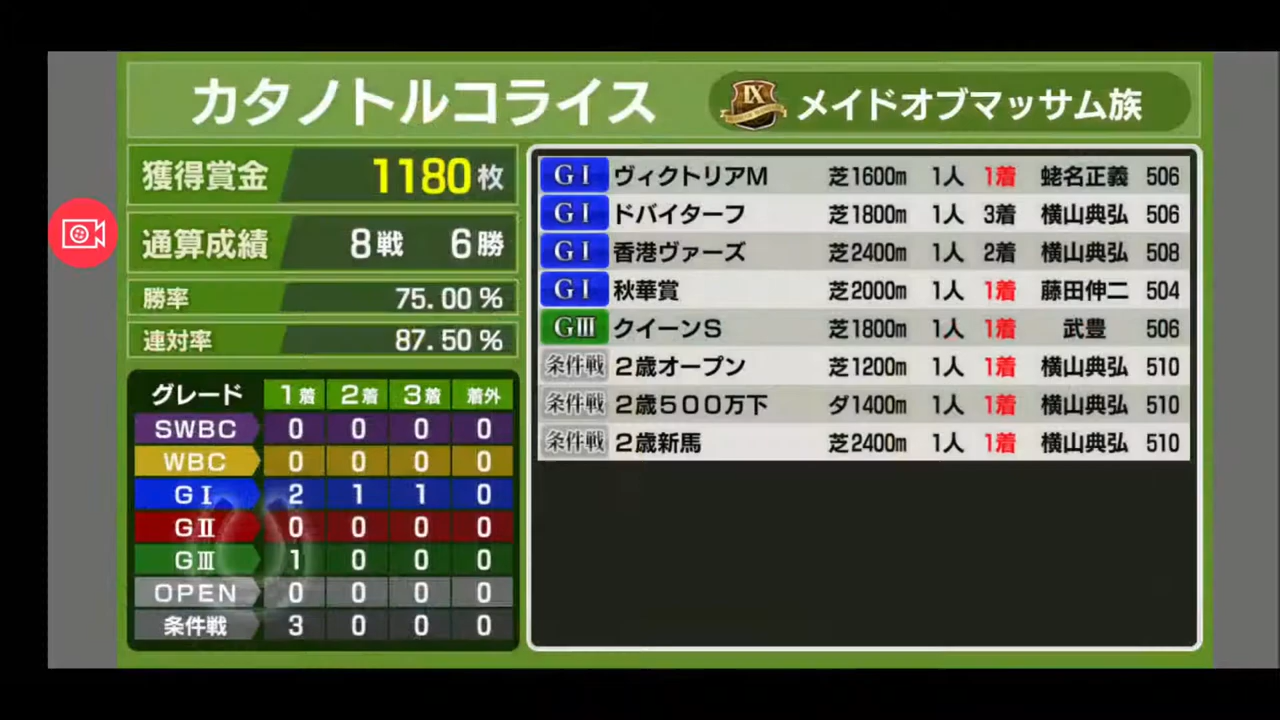 カタノトルコライス
IX メイドオブマッサム族
獲得賞金 1180枚
通算成績 8戦 6勝
勝率 75.00%
連対率 87.50%
グレード 1着 2着 3着 着外
SWBC 0 0 0 0
WBC 0 0 0 0
GⅠ 2 1 1 0
GⅡ 0 0 0 0
GⅢ 1 0 0 0
OPEN 0 0 0 0
条件戦 3 0 0 0
GⅠ ヴィクトリアM 芝1600m 1人 1着 蛯名正義 506
GⅠ ドバイターフ 芝1800m 1人 3着 横山典弘 506
GⅠ 香港ヴァーズ 芝2400m 1人 2着 横山典弘 508
GⅠ 秋華賞 芝2000m 1人 1着 藤田伸二 504
GⅢ クイーンS 芝1800m 1人 1着 武豊 506
条件戦 2歳オープン 芝1200m 1人 1着 横山典弘 510
条件戦 2歳500万下 ダ1400m 1人 1着 横山典弘 510
条件戦 2歳新馬 芝2400m 1人 1着 横山典弘 510